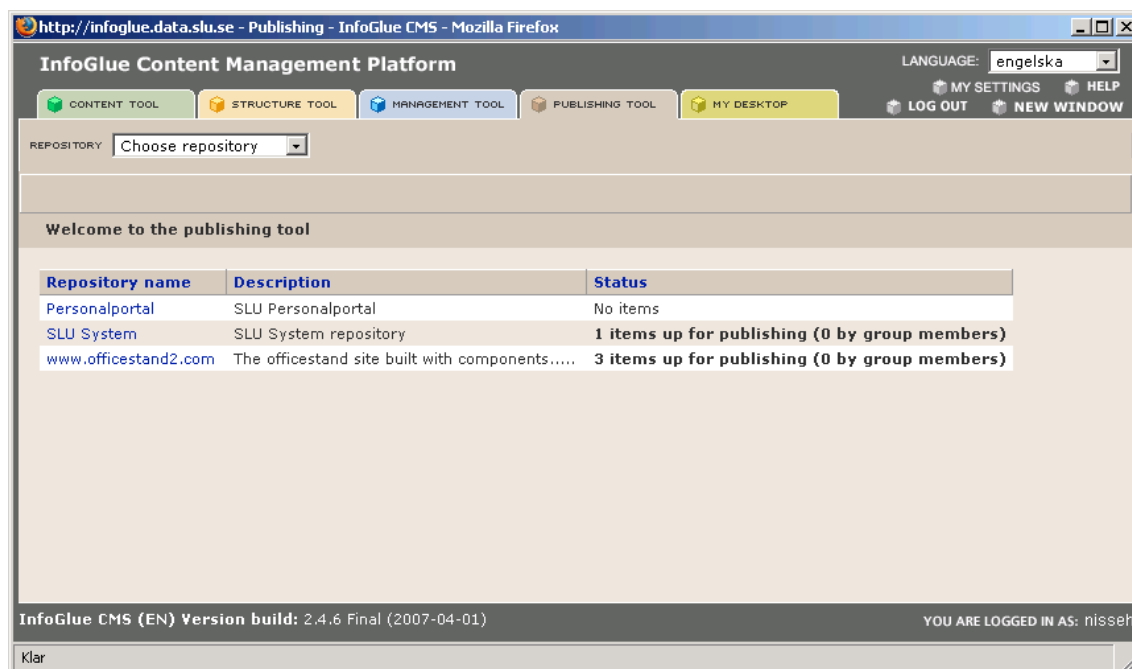 http://infoglue.data.slu.se - Publishing - InfoGlue CMS - Mozilla Firefox
InfoGlue Content Management Platform
LANGUAGE: engelska
MY SETTINGS HELP
CONTENT TOOL STRUCTURE TOOL MANAGEMENT TOOL PUBLISHING TOOL MY DESKTOP
LOG OUT NEW WINDOW
REPOSITORY Choose repository
Welcome to the publishing tool
Repository name Description Status
Personalportal SLU Personalportal No items
SLU System SLU System repository 1 items up for publishing (0 by group members)
www.officestand2.com The officestand site built with components..... 3 items up for publishing (0 by group members)
InfoGlue CMS (EN) Version build: 2.4.6 Final (2007-04-01)
YOU ARE LOGGED IN AS: nisseh
Klar